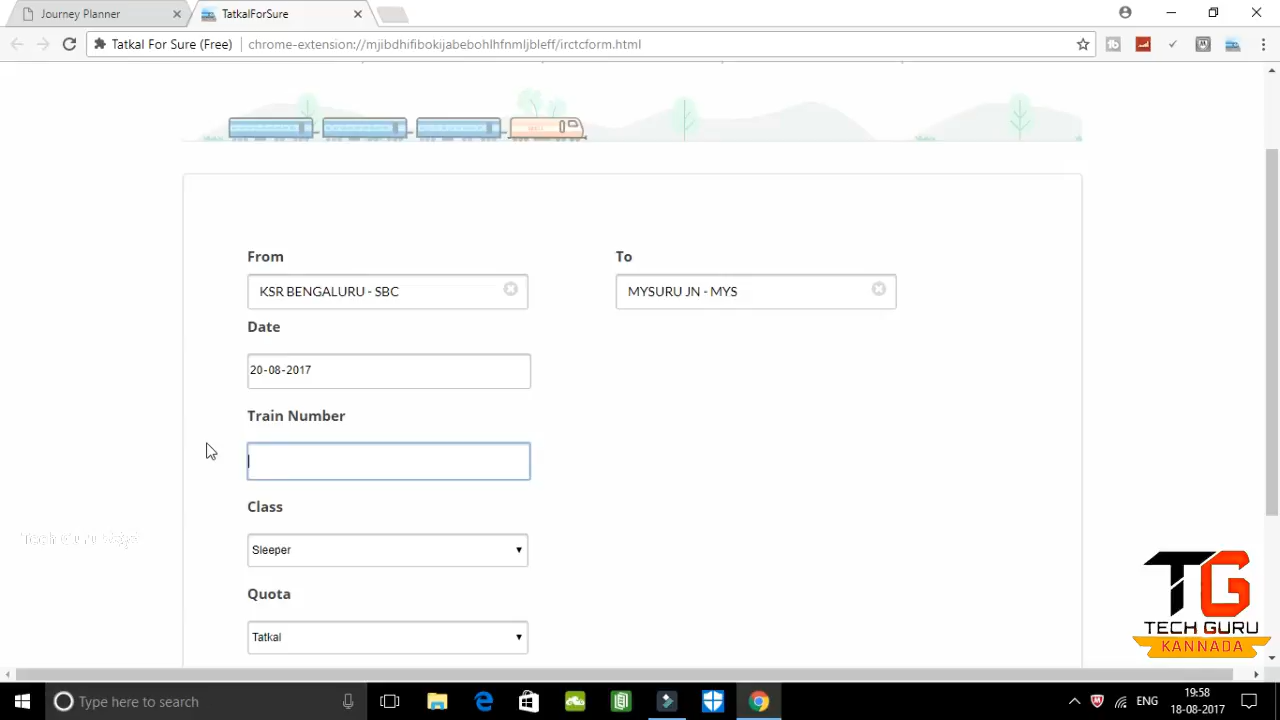 Journey Planner
TatkalForSure
Tatkal For Sure (Free)
chrome-extension://mjibdhifibokijabebohlhfnmljbleff/irctcform.html
From
To
KSR BENGALURU - SBC
MYSURU JN - MYS
Date
20-08-2017
Train Number
Class
Sleeper
Quota
Tatkal
TG
TECH GURU
KANNADA
Type here to search
ENG
19:58
18-08-2017